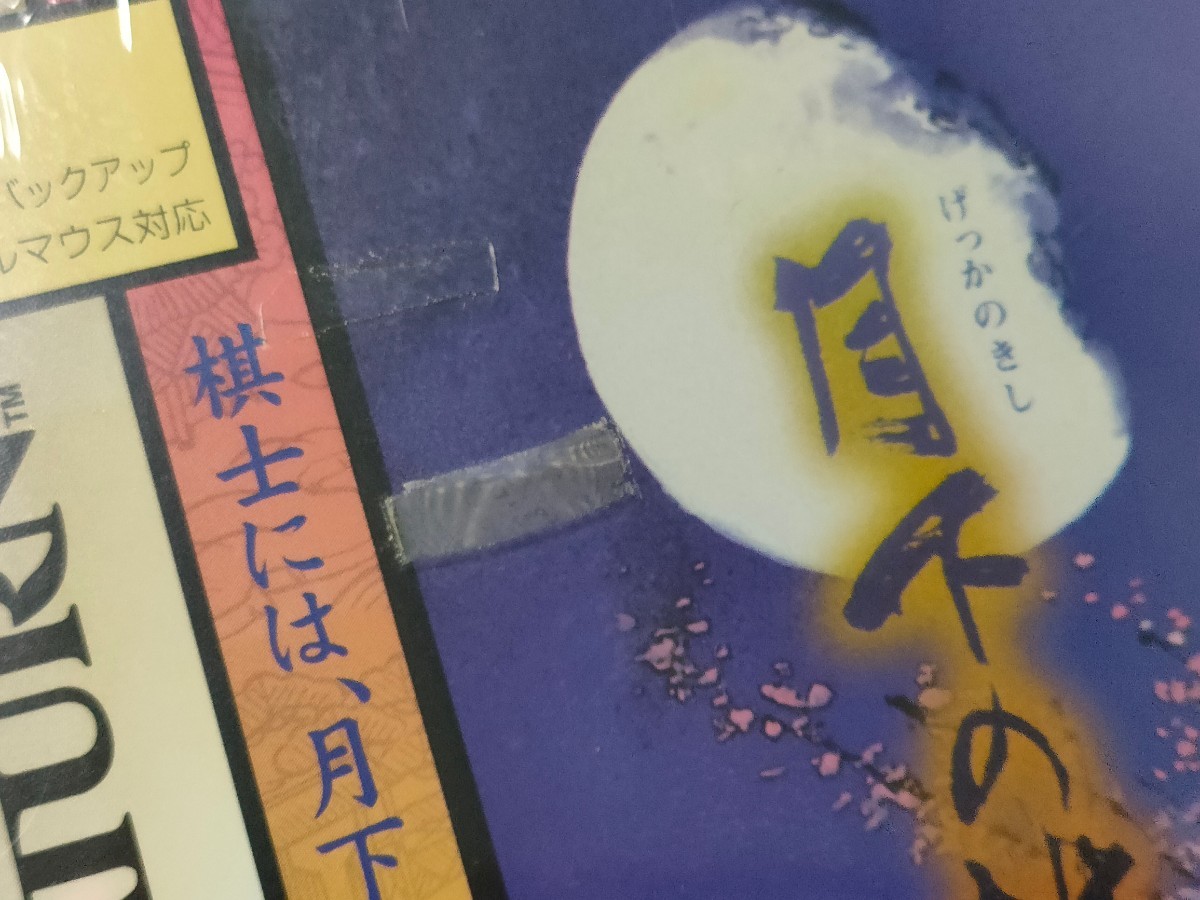 バックアップ
ルマウス対応
TURN™
棋士には、月下
げっかのきし
月下の